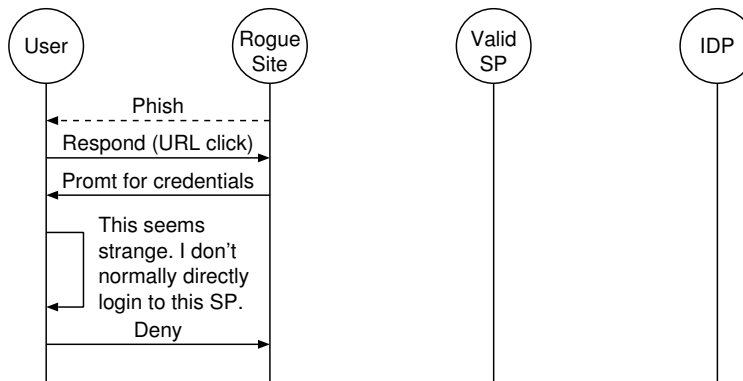 User
Rogue
Site
Valid
SP
IDP
Phish
Respond (URL click)
Promt for credentials
This seems
strange. I don't
normally directly
login to this SP.
Deny